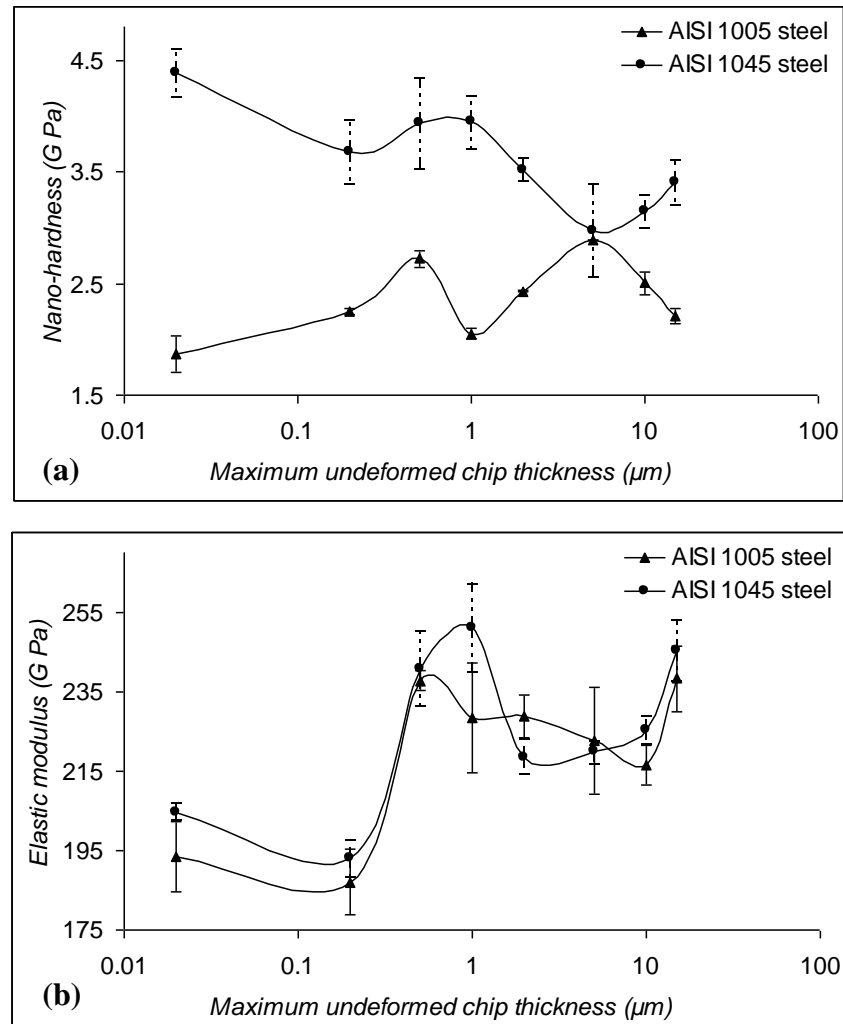 AISI 1005 steel
AISI 1045 steel
4.5
3.5
2.5
1.5
Nano-hardness (G Pa)
0.01 0.1 1 10 100
(a)
Maximum undeformed chip thickness (µm)
AISI 1005 steel
AISI 1045 steel
255
235
215
195
175
Elastic modulus (G Pa)
0.01 0.1 1 10 100
(b)
Maximum undeformed chip thickness (µm)